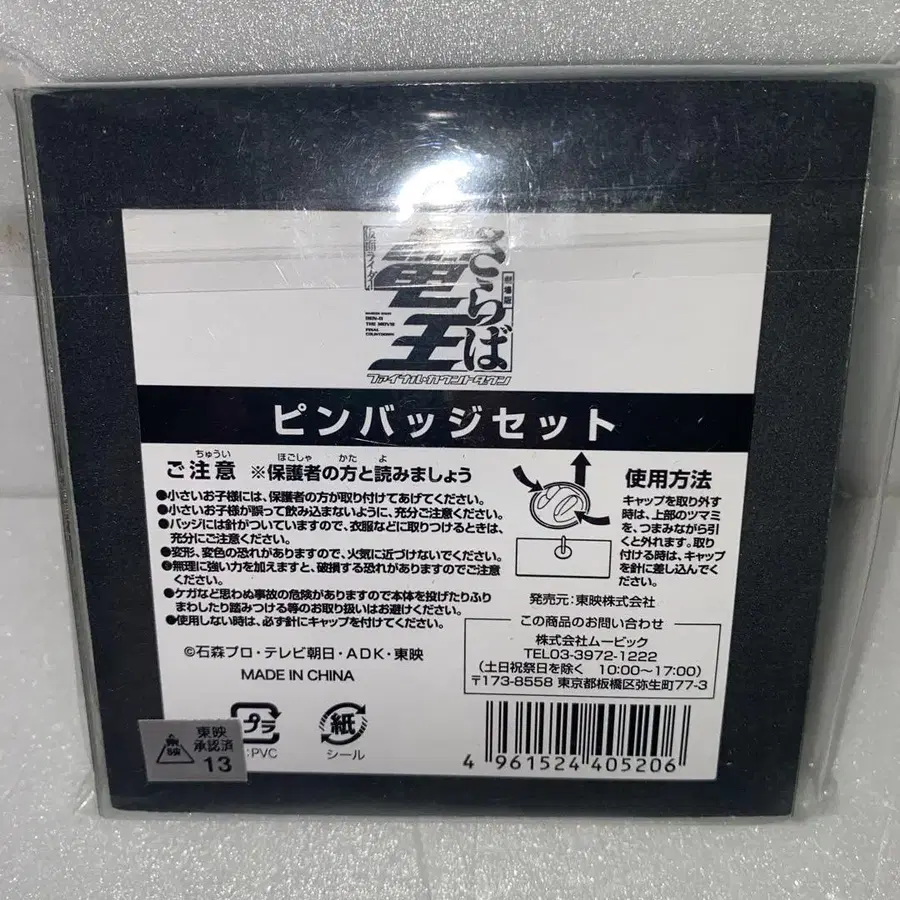 劇場版
さらば
仮面ライダー
電王
MASKED RIDER
DEN-O
THE MOVIE
FINAL
COUNTDOWN
ファイナル・カウントダウン
ピンバッジセット
ちゅうい ほごしゃ かた よ
ご注意 ※保護者の方と読みましょう
●小さいお子様には、保護者の方が取り付けてあげてください。
●小さいお子様が誤って飲み込まないように、充分ご注意ください。
●バッジには針がついていますので、衣服などに取りつけるときは、
充分にご注意ください。
●変形、変色の恐れがありますので、火気に近づけないでください。
●無理に強い力を加えますと、破損する恐れがありますのでご注意
ください。
●ケガなど思わぬ事故の危険がありますので本体を投げたりふり
まわしたり踏みつける等のお取り扱いはお避けください。
●使用しない時は、必ず針にキャップを付けてください。
©石森プロ・テレビ朝日・ADK・東映
MADE IN CHINA
使用方法
キャップを取り外す
時は、上部のツマミ
を、つまみながら引
くと外れます。取り
付ける時は、キャップ
を針に差し込んでく
ださい。
発売元:東映株式会社
この商品のお問い合わせ
株式会社ムービック
TEL03-3972-1222
(土日祝祭日を除く 10:00~17:00)
〒173-8558 東京都板橋区弥生町77-3
東映
東映
承認済
13
プラ
:PVC
紙
シール
4 961524 405206